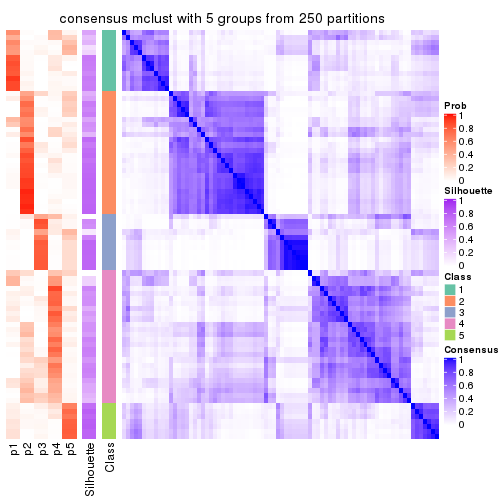 consensus mclust with 5 groups from 250 partitions
Prob
1
0.8
0.6
0.4
0.2
0
Silhouette
1
0.8
0.6
0.4
0.2
0
Class
1
2
3
4
5
Consensus
1
0.8
0.6
0.4
0.2
0
p1
p2
p3
p4
p5
Silhouette
Class